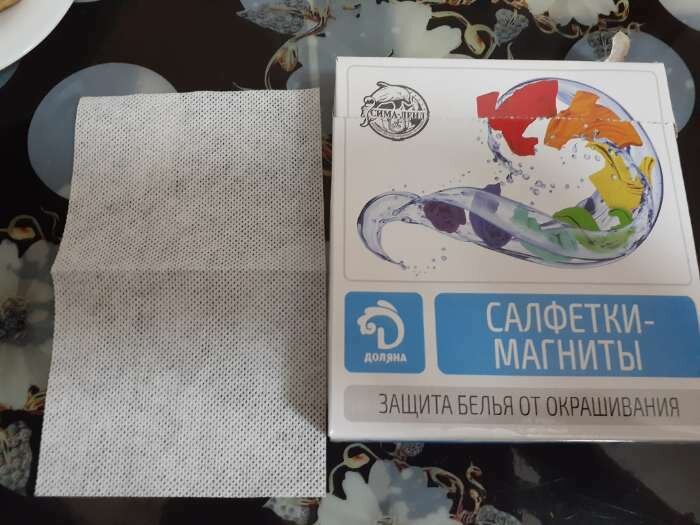 СИМА-ЛЕНД
ДОЛЯНА
САЛФЕТКИ-
МАГНИТЫ
ЗАЩИТА БЕЛЬЯ ОТ ОКРАШИВАНИЯ